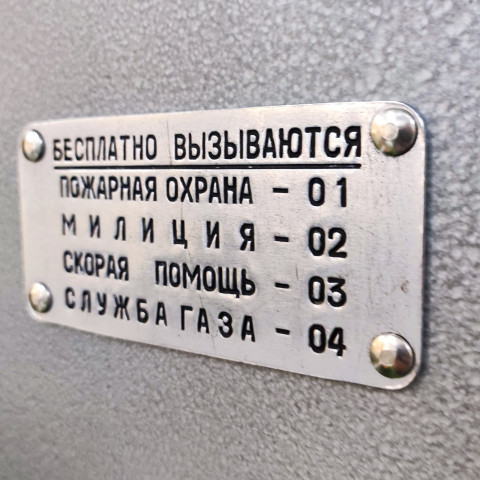 БЕСПЛАТНО ВЫЗЫВАЮТСЯ
ПОЖАРНАЯ ОХРАНА - 01
МИЛИЦИЯ - 02
СКОРАЯ ПОМОЩЬ - 03
СЛУЖБА ГАЗА - 04